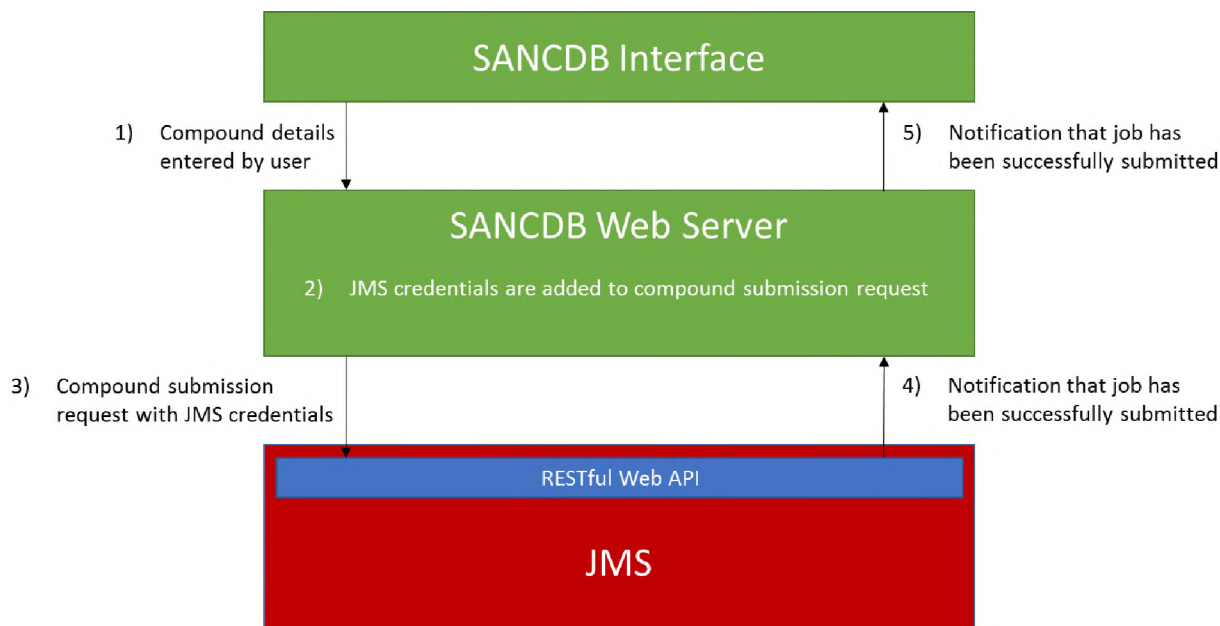 SANCDB Interface
1) Compound details
entered by user
5) Notification that job has
been successfully submitted
SANCDB Web Server
2) JMS credentials are added to compound submission request
3) Compound submission
request with JMS credentials
4) Notification that job has
been successfully submitted
RESTful Web API
JMS